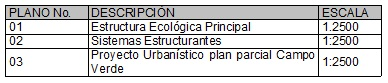 PLANO No. DESCRIPCIÓN ESCALA
01 Estructura Ecológica Principal 1:2500
02 Sistemas Estructurantes 1:2500
03 Proyecto Urbanístico plan parcial Campo Verde 1:2500